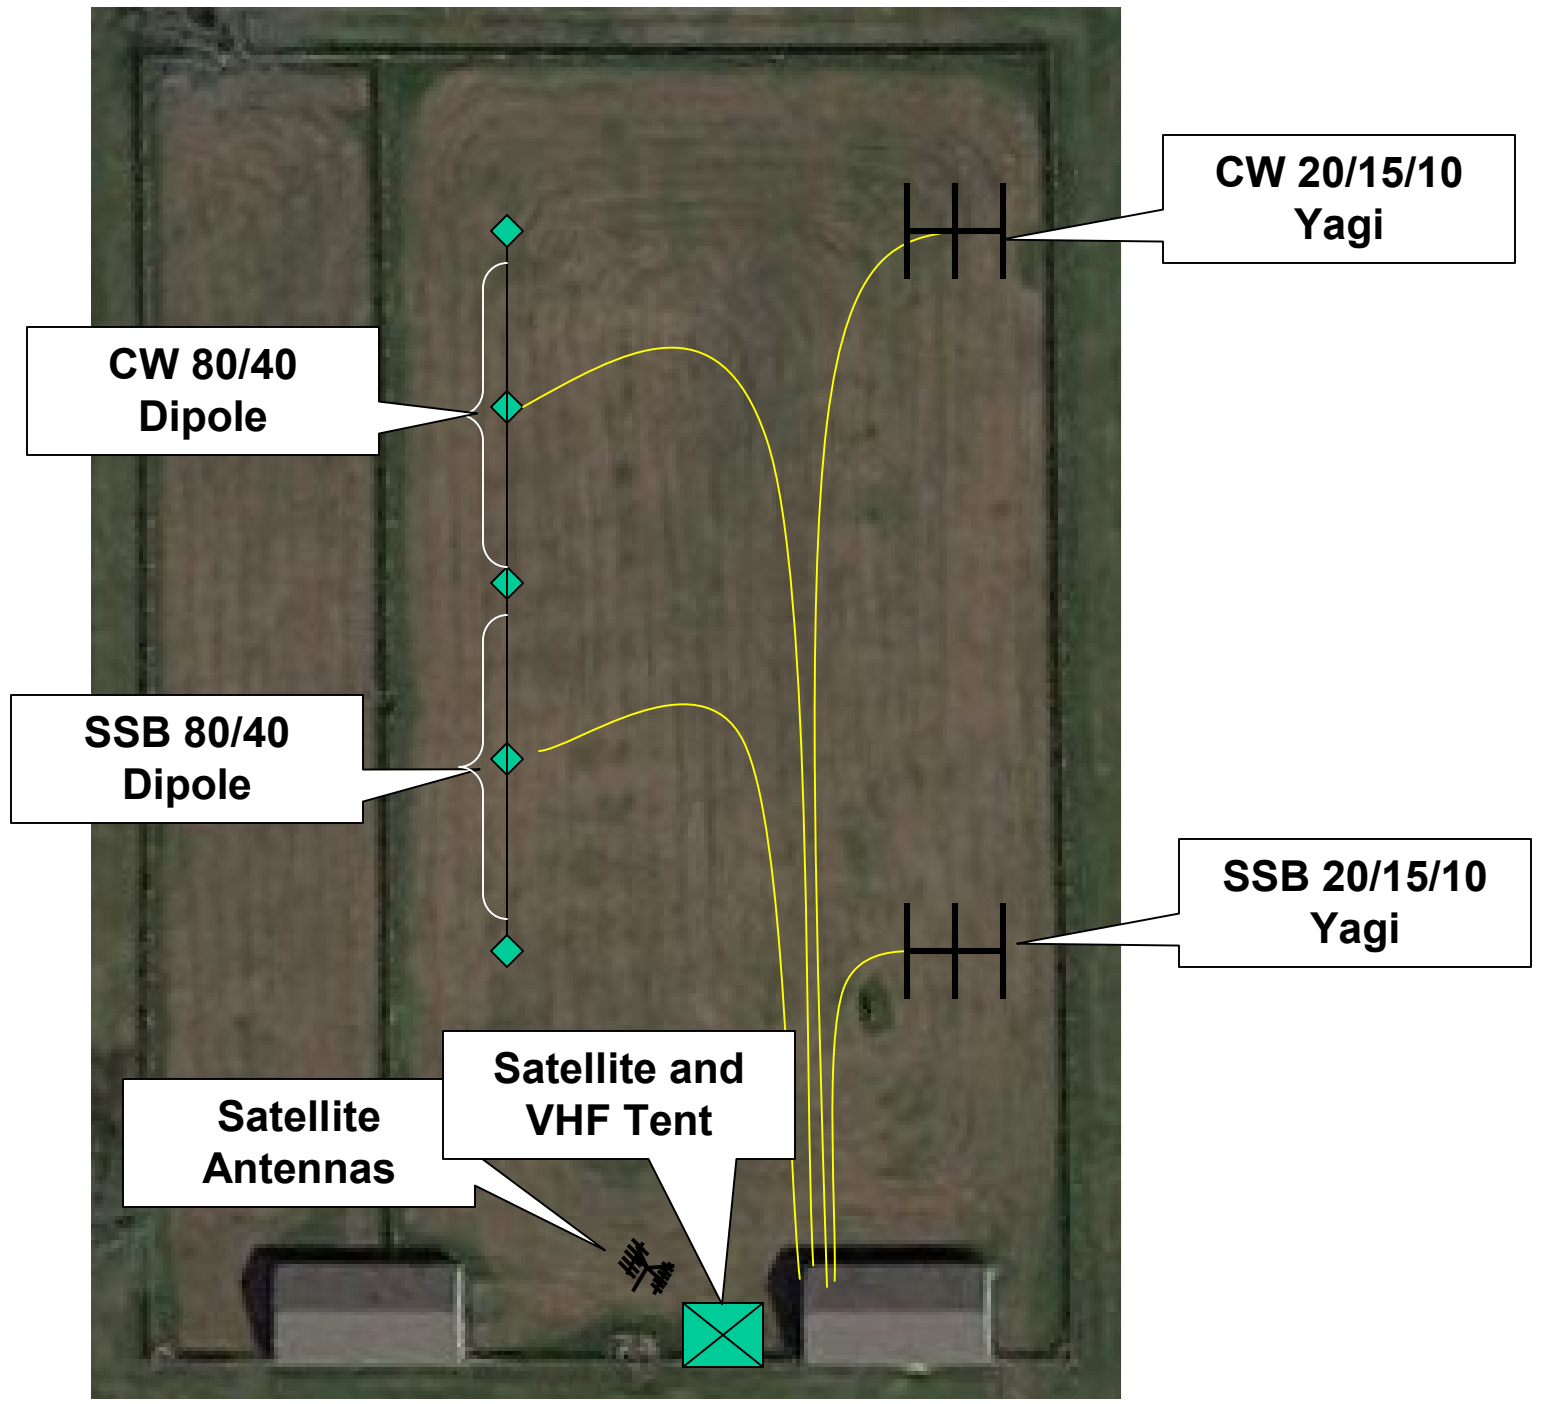 CW 20/15/10
Yagi
CW 80/40
Dipole
SSB 80/40
Dipole
SSB 20/15/10
Yagi
Satellite and
VHF Tent
Satellite
Antennas